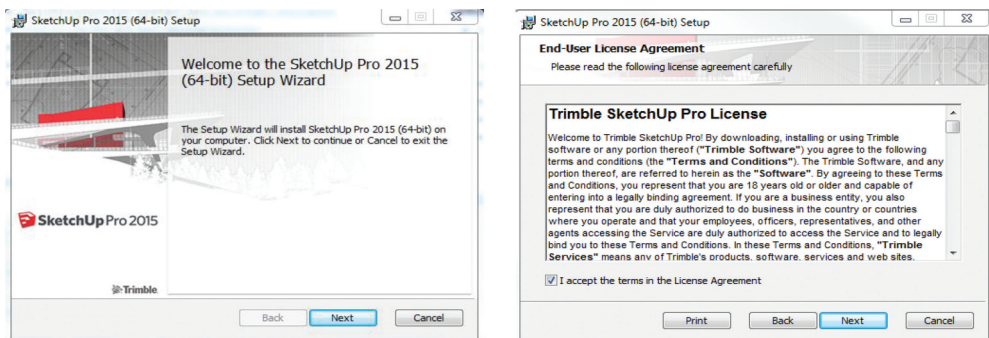 SketchUp Pro 2015 (64-bit) Setup
Welcome to the SketchUp Pro 2015
(64-bit) Setup Wizard
The Setup Wizard will install SketchUp Pro 2015 (64-bit) on
your computer. Click Next to continue or Cancel to exit the
Setup Wizard.
SketchUp Pro 2015
Trimble.
Back Next Cancel
SketchUp Pro 2015 (64-bit) Setup
End-User License Agreement
Please read the following license agreement carefully
Trimble SketchUp Pro License
Welcome to Trimble SketchUp Pro! By downloading, installing or using Trimble
software or any portion thereof ("Trimble Software") you agree to the following
terms and conditions (the "Terms and Conditions"). The Trimble Software, and any
portion thereof, are referred to herein as the "Software". By agreeing to these Terms
and Conditions, you represent that you are 18 years old or older and capable of
entering into a legally binding agreement. If you are a business entity, you also
represent that you are duly authorized to do business in the country or countries
where you operate and that your employees, officers, representatives, and other
agents accessing the Service are duly authorized to access the Service and to legally
bind you to these Terms and Conditions. In these Terms and Conditions, "Trimble
Services" means any of Trimble's products, software, services and web sites.
I accept the terms in the License Agreement
Print Back Next Cancel